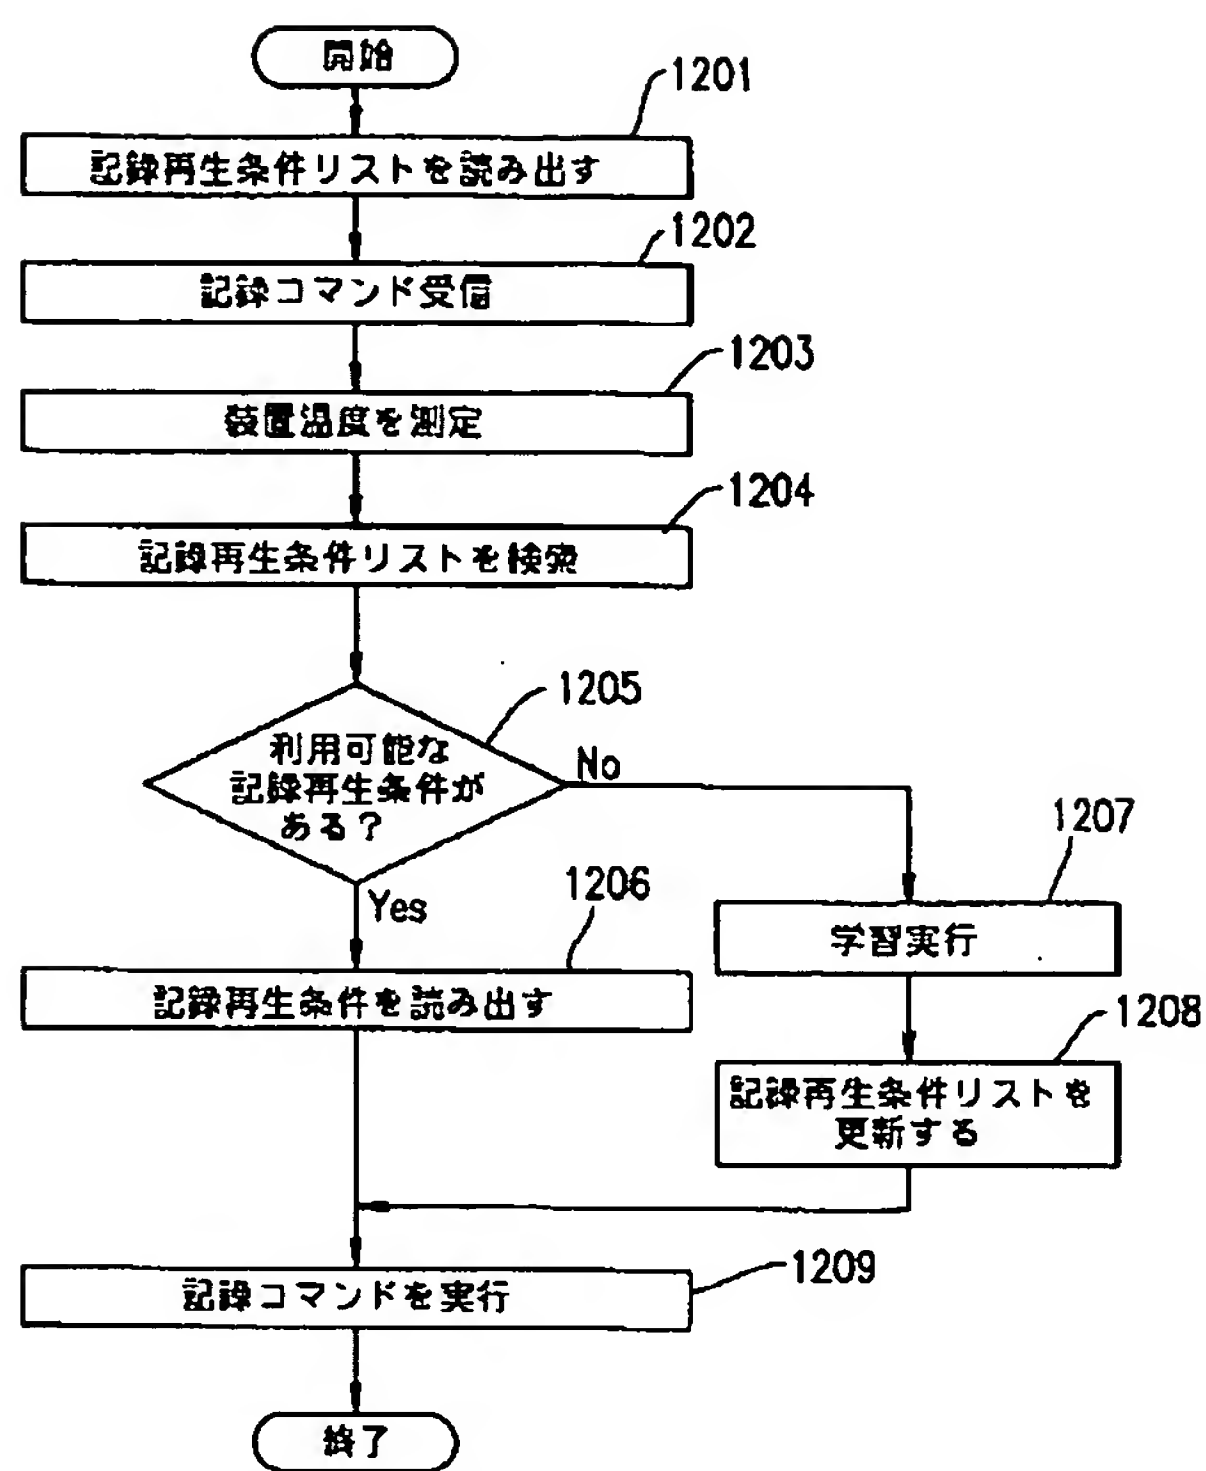 開始
1201
記録再生条件リストを読み出す
1202
記録コマンド受信
1203
装置温度を測定
1204
記録再生条件リストを検索
1205
利用可能な
記録再生条件が
ある?
No
Yes
1206
記録再生条件を読み出す
1207
学習実行
1208
記録再生条件リストを
更新する
1209
記録コマンドを実行
終了